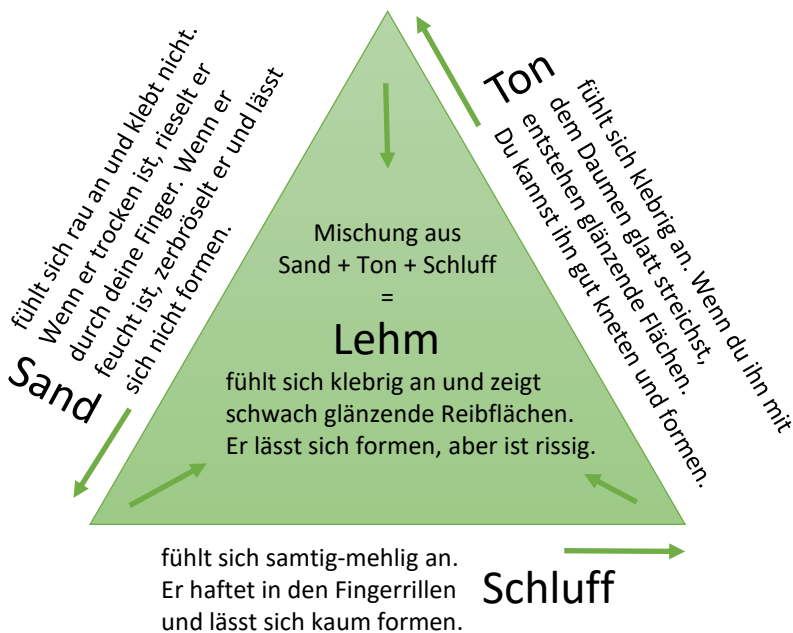 Sand
fühlt sich rau an und klebt nicht.
Wenn er trocken ist, rieselt er
durch deine Finger. Wenn er
feucht ist, zerbröselt er und lässt
sich nicht formen.
Ton
fühlt sich klebrig an. Wenn du ihn mit
dem Daumen glatt streichst,
entstehen glänzende Flächen.
Du kannst ihn gut kneten und formen.
Mischung aus
Sand + Ton + Schluff
=
Lehm
fühlt sich klebrig an und zeigt
schwach glänzende Reibflächen.
Er lässt sich formen, aber ist rissig.
Schluff
fühlt sich samtig-mehlig an.
Er haftet in den Fingerrillen
und lässt sich kaum formen.